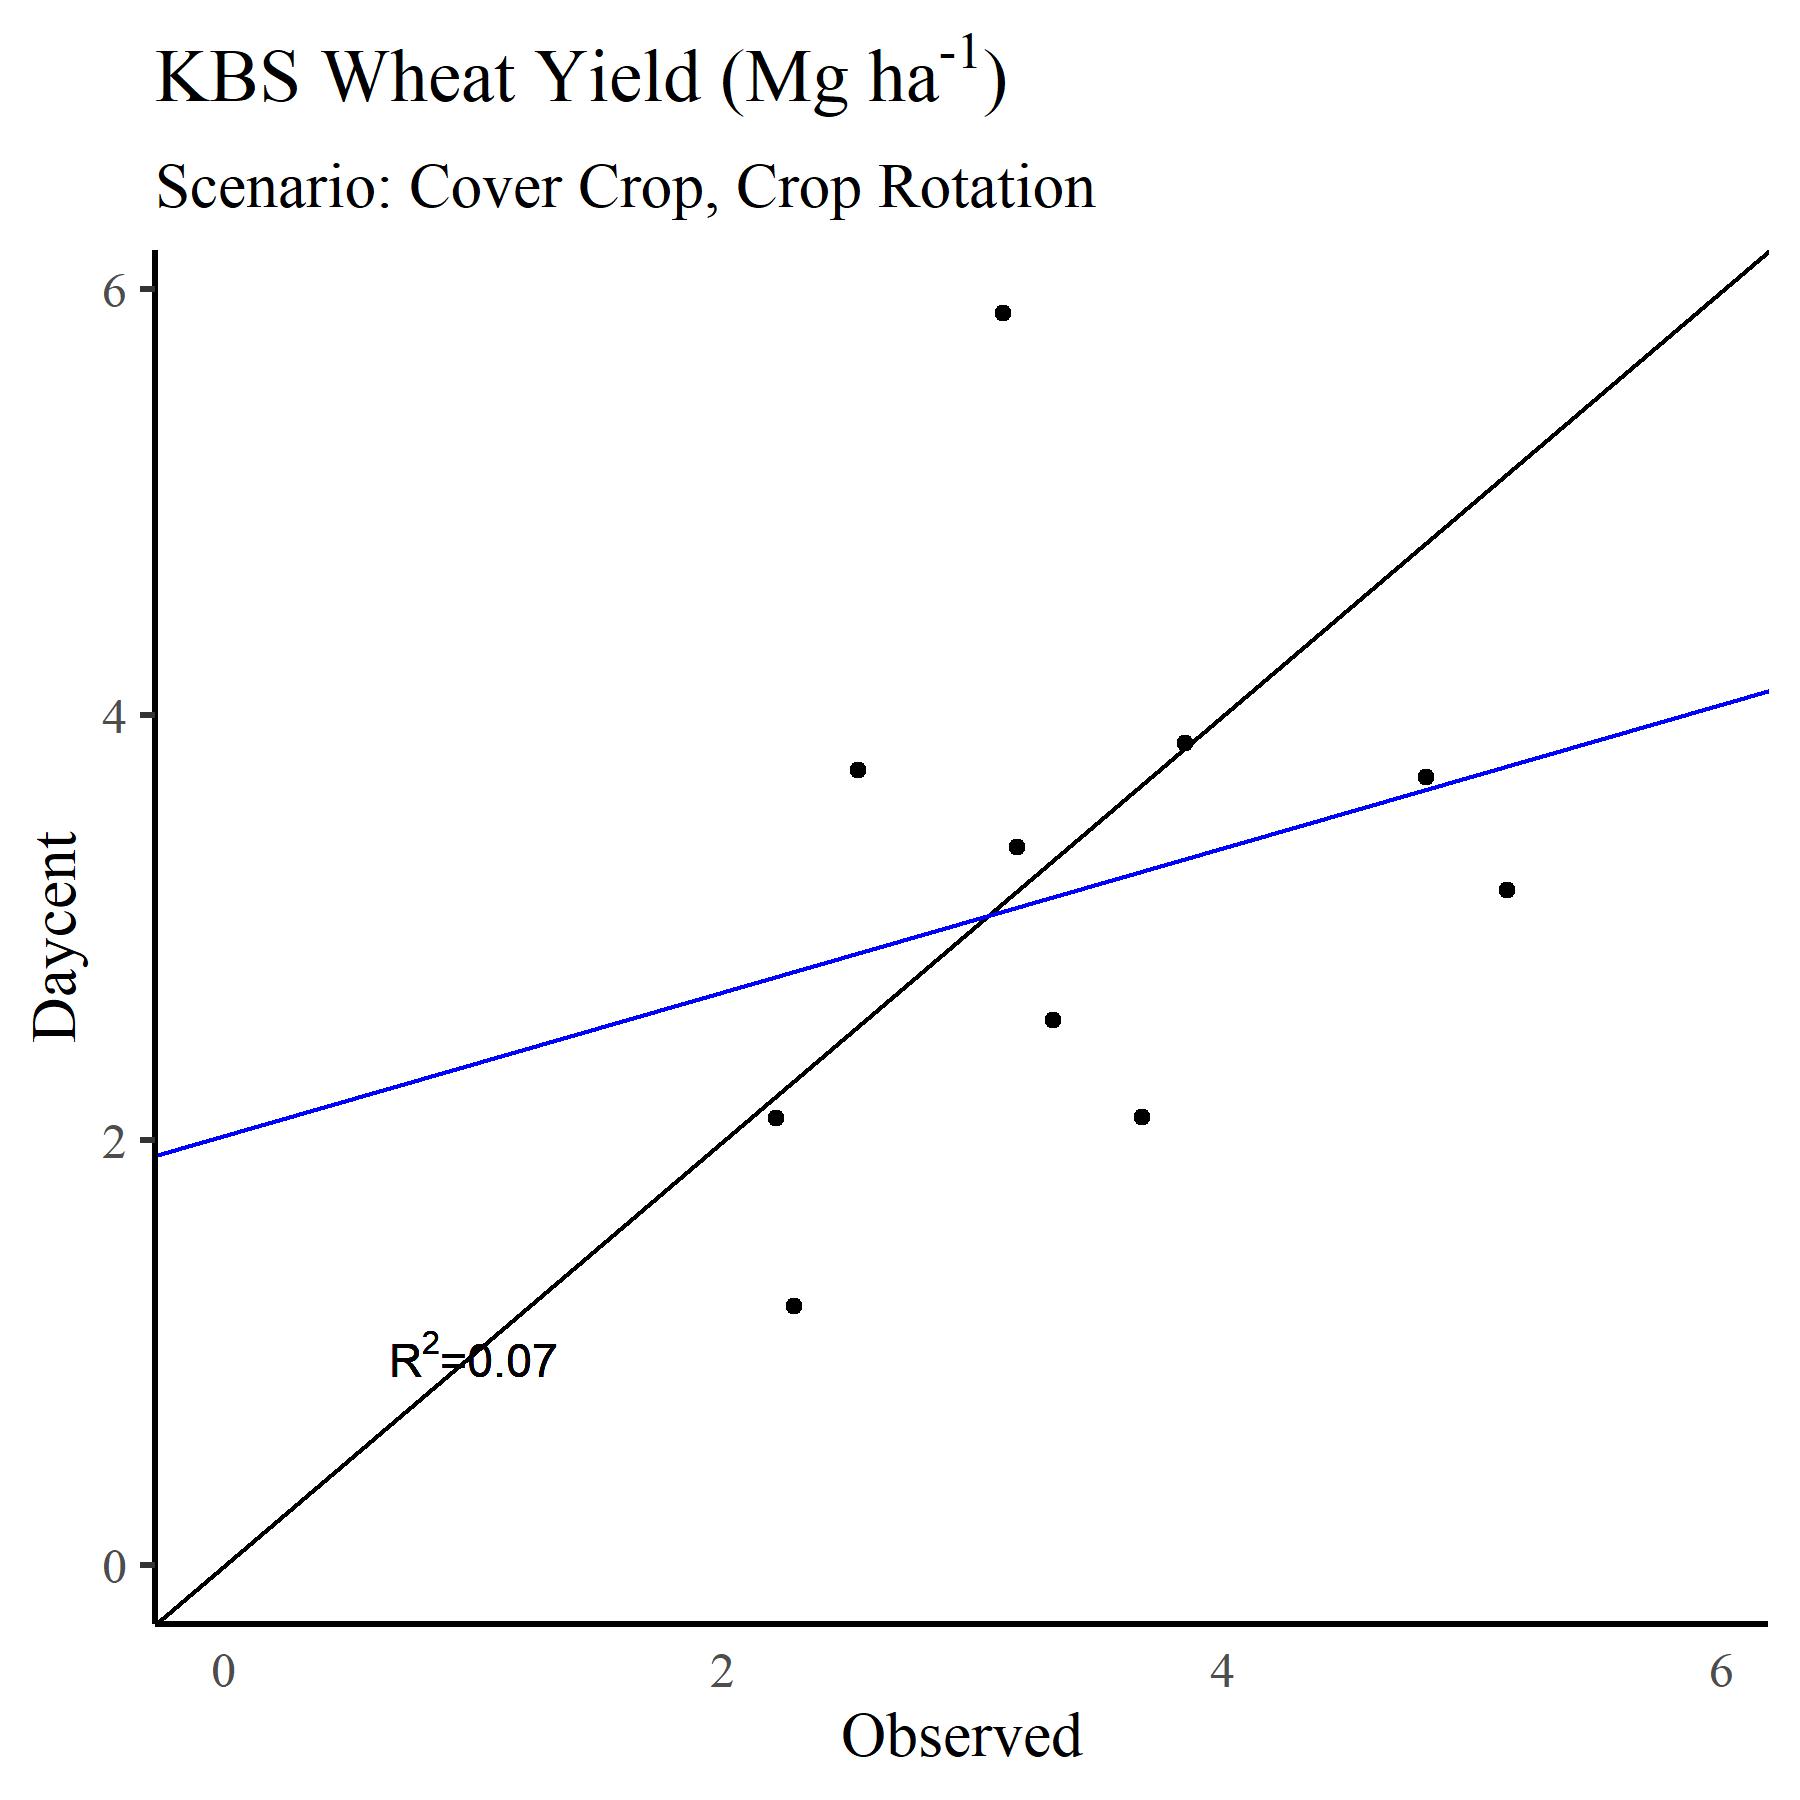 KBS Wheat Yield (Mg ha⁻¹)
Scenario: Cover Crop, Crop Rotation
6
4
2
0
Daycent
R²=0.07
0 2 4 6
Observed